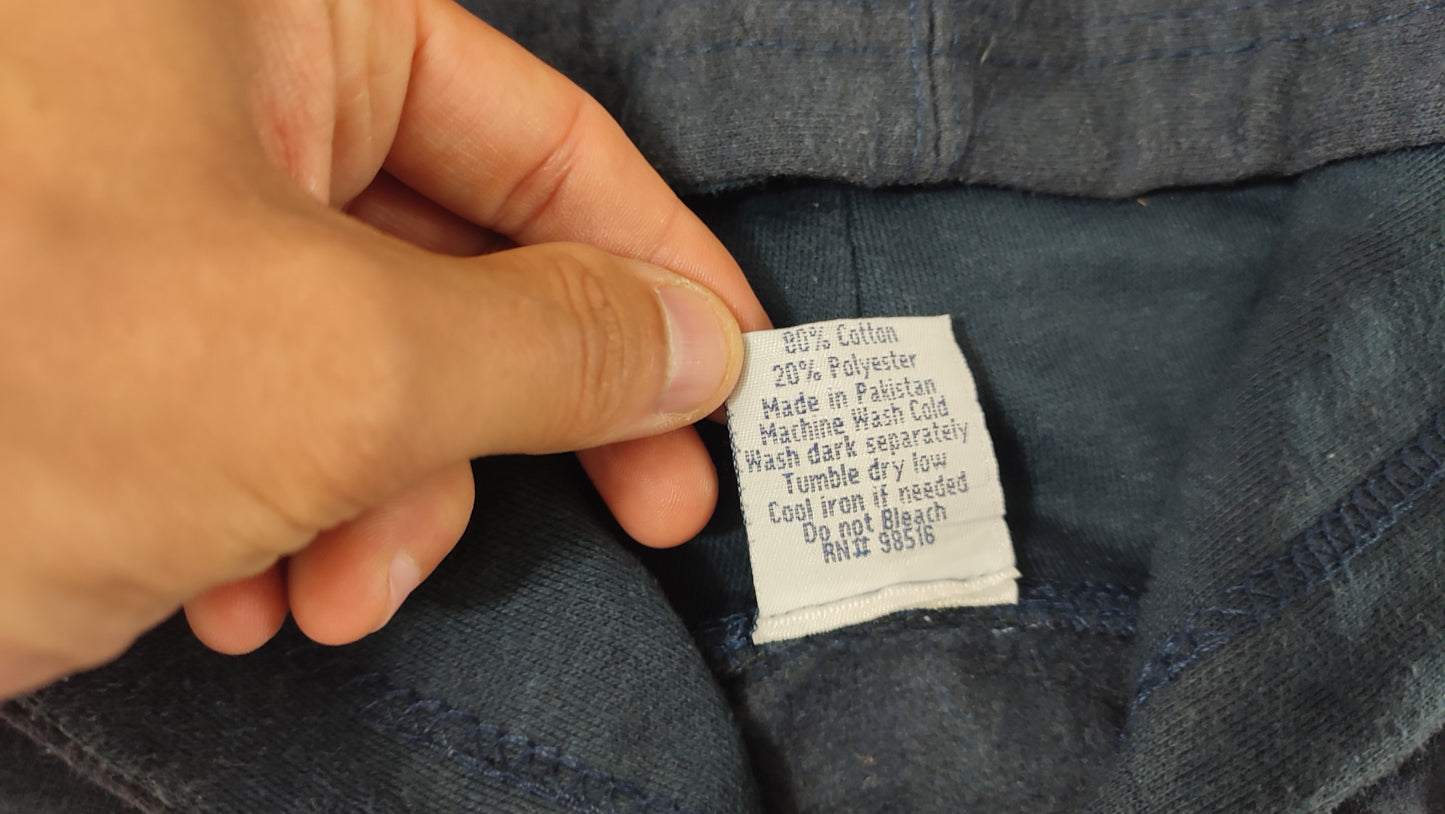 80% Cotton
20% Polyester
Made in Pakistan
Machine Wash Cold
Wash dark separately
Tumble dry low
Cool iron if needed
Do not Bleach
RN# 98516